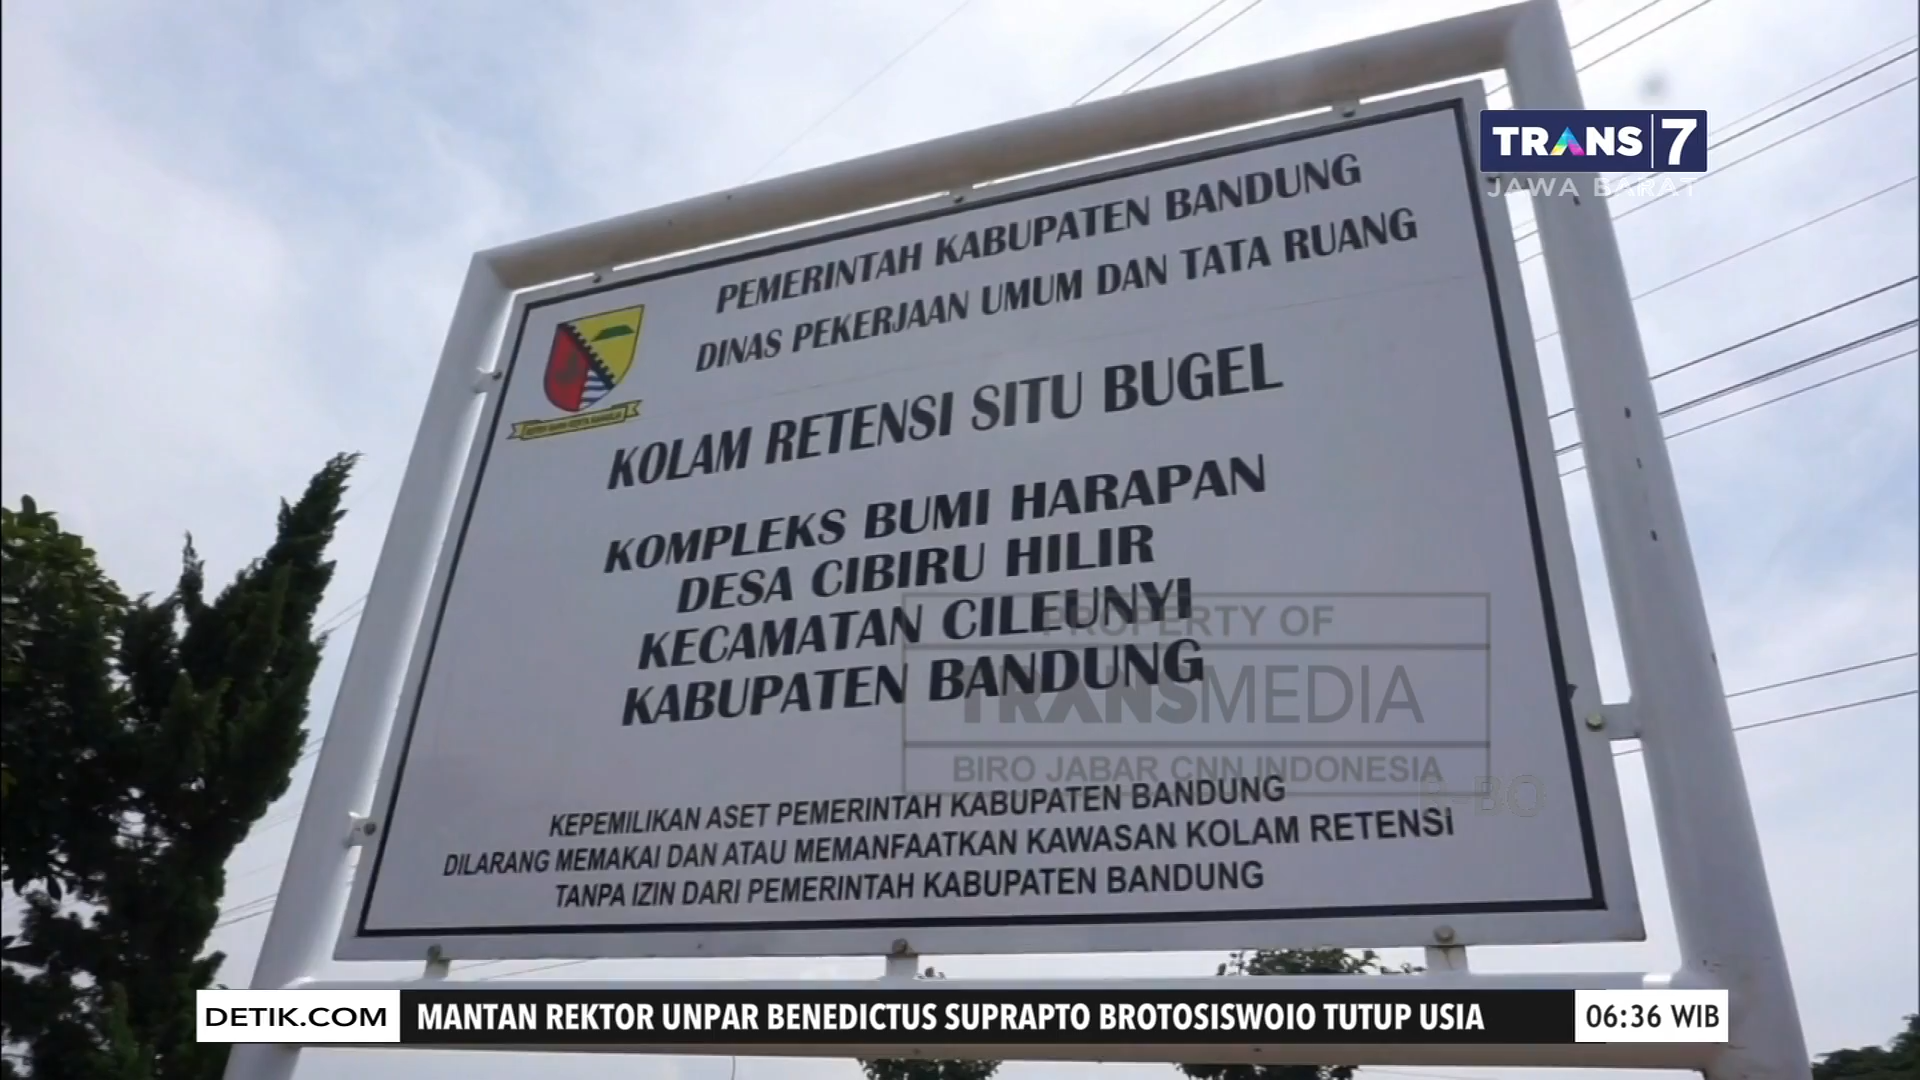 TRANS 7
JAWA BARAT
PEMERINTAH KABUPATEN BANDUNG
DINAS PEKERJAAN UMUM DAN TATA RUANG
KOLAM RETENSI SITU BUGEL
KOMPLEKS BUMI HARAPAN
DESA CIBIRU HILIR
KECAMATAN CILEUNYI
KABUPATEN BANDUNG
PROPERTY OF
TRANSMEDIA
BIRO JABAR CNN INDONESIA
KEPEMILIKAN ASET PEMERINTAH KABUPATEN BANDUNG
DILARANG MEMAKAI DAN ATAU MEMANFAATKAN KAWASAN KOLAM RETENSI
TANPA IZIN DARI PEMERINTAH KABUPATEN BANDUNG
DETIK.COM MANTAN REKTOR UNPAR BENEDICTUS SUPRAPTO BROTOSISWOIO TUTUP USIA 06:36 WIB